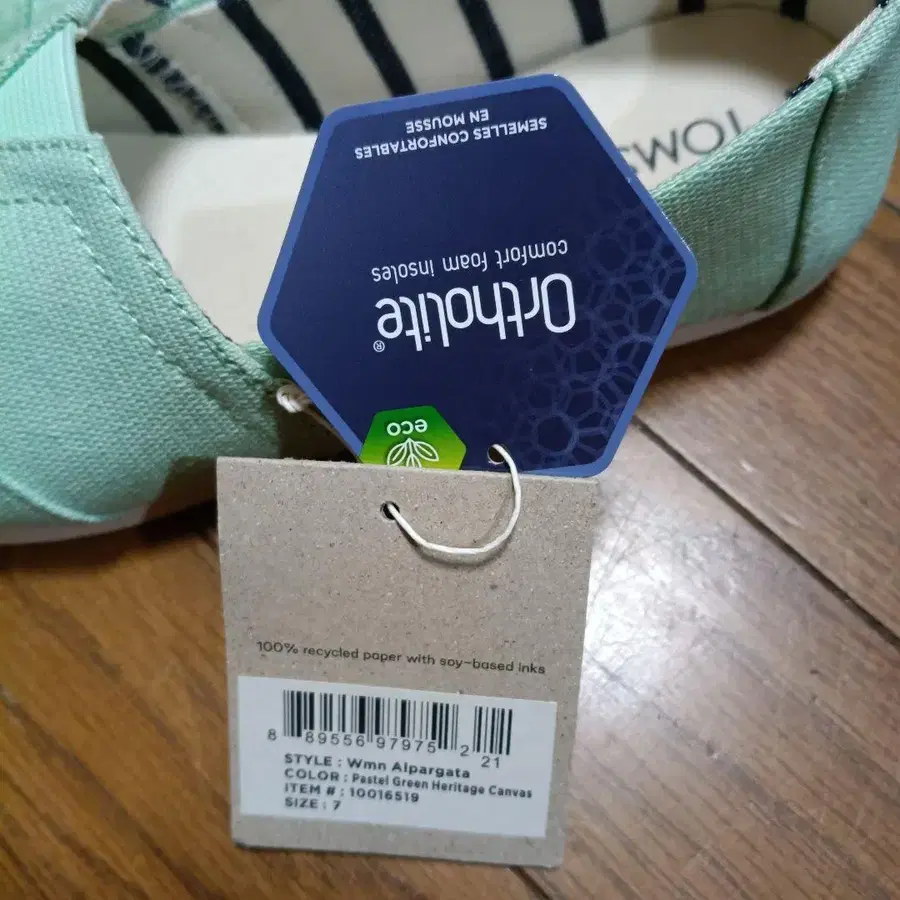 TOMS
Ortholite®
comfort foam insoles
SEMELLES CONFORTABLES
EN MOUSSE
eco
100% recycled paper with soy-based inks
8 89556 97975 2 21
STYLE : Wmn Alpargata
COLOR : Pastel Green Heritage Canvas
ITEM # : 10016519
SIZE : 7